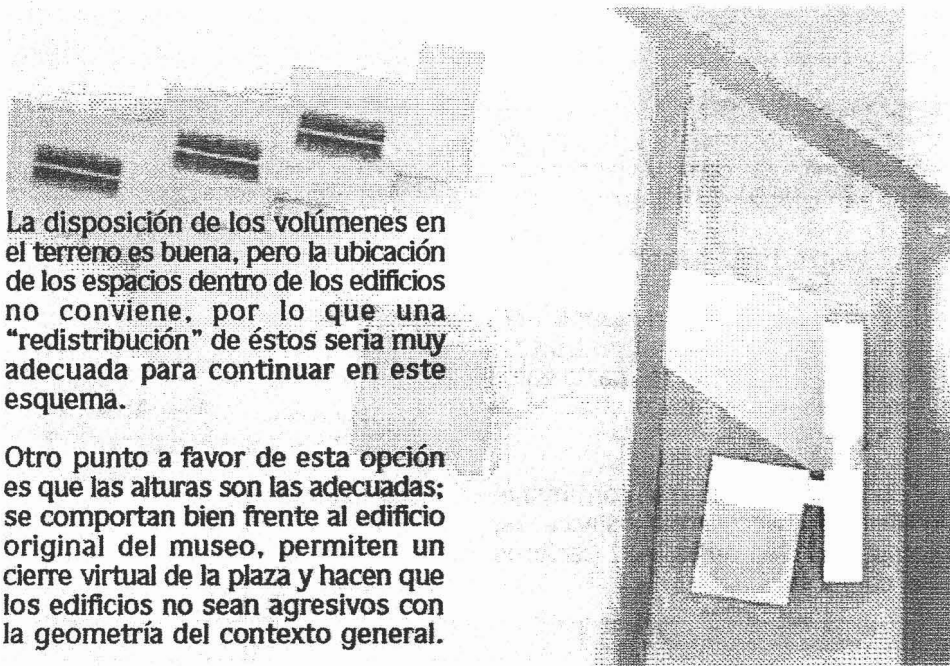 La disposición de los volúmenes en
el terreno es buena, pero la ubicación
de los espacios dentro de los edificios
no conviene, por lo que una
“redistribución” de éstos seria muy
adecuada para continuar en este
esquema.
Otro punto a favor de esta opción
es que las alturas son las adecuadas;
se comportan bien frente al edificio
original del museo, permiten un
cierre virtual de la plaza y hacen que
los edificios no sean agresivos con
la geometría del contexto general.